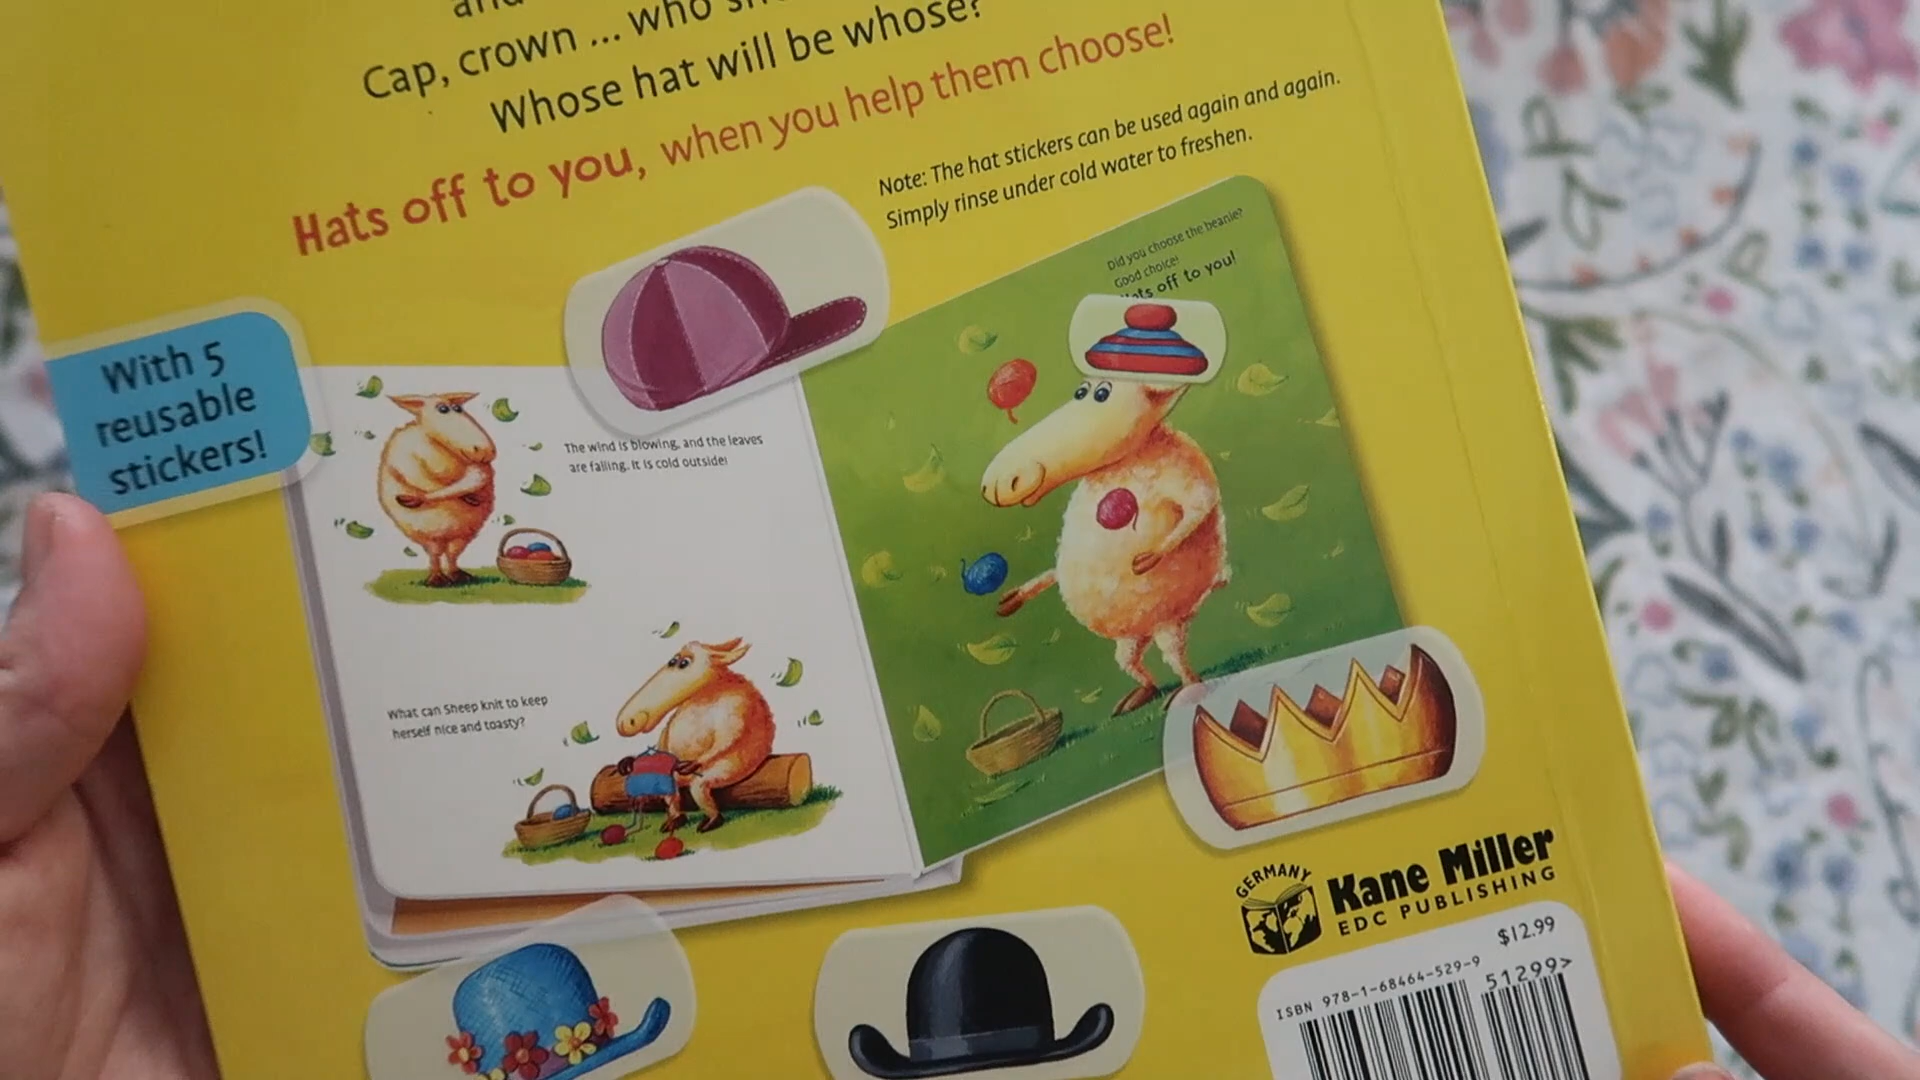 and
Cap, crown ... who
Whose hat will be whose?
Hats off to you, when you help them choose!
Note: The hat stickers can be used again and again.
Simply rinse under cold water to freshen.
With 5
reusable
stickers!
The wind is blowing, and the leaves
are falling. It is cold outside!
What can Sheep knit to keep
herself nice and toasty?
Did you choose the beanie?
Good choice!
Hats off to you!
GERMANY
Kane Miller
EDC PUBLISHING
$12.99
ISBN 978-1-68464-529-9
51299>